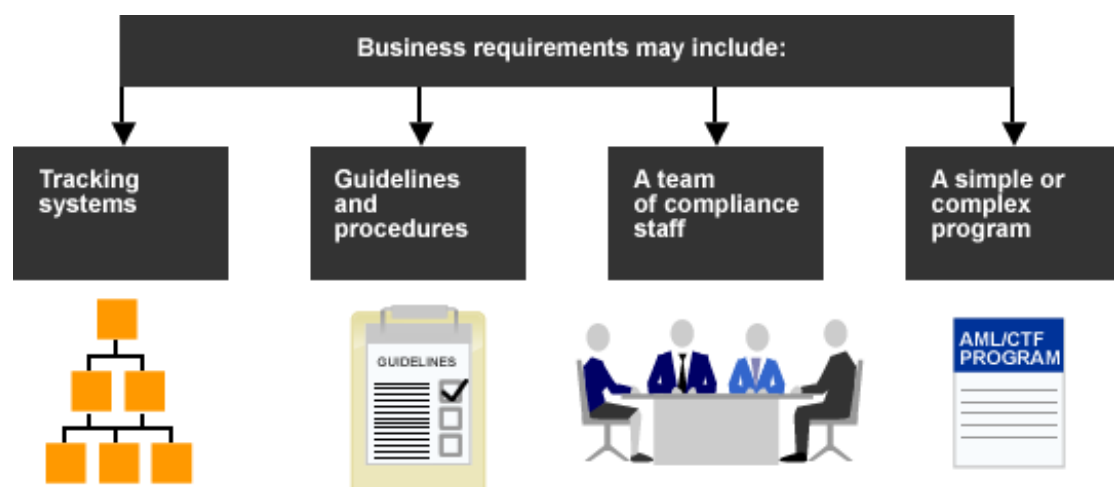 Business requirements may include:
Tracking
systems
Guidelines
and
procedures
A team
of compliance
staff
A simple or
complex
program
GUIDELINES
AML/CTF
PROGRAM